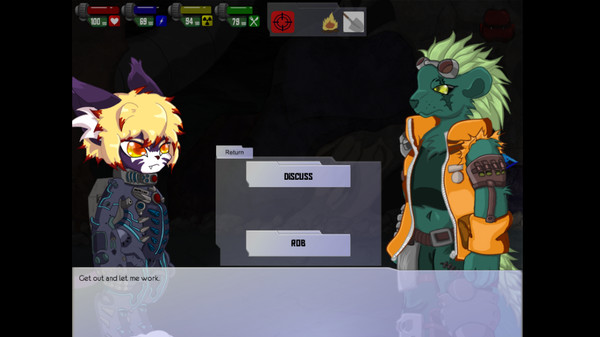 100
69
94
79
Return
DISCUSS
ROB
Get out and let me work.